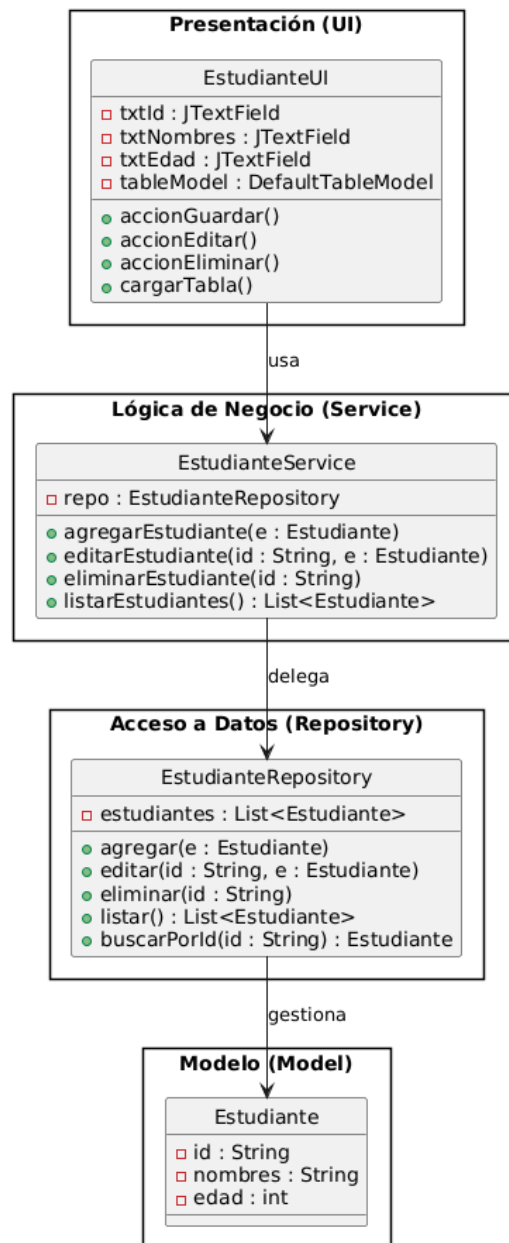 Presentación (UI)
EstudianteUI
txtId : JTextField
txtNombres : JTextField
txtEdad : JTextField
tableModel : DefaultTableModel
accionGuardar()
accionEditar()
accionEliminar()
cargarTabla()
usa
Lógica de Negocio (Service)
EstudianteService
repo : EstudianteRepository
agregarEstudiante(e : Estudiante)
editarEstudiante(id : String, e : Estudiante)
eliminarEstudiante(id : String)
listarEstudiantes() : List<Estudiante>
delega
Acceso a Datos (Repository)
EstudianteRepository
estudiantes : List<Estudiante>
agregar(e : Estudiante)
editar(id : String, e : Estudiante)
eliminar(id : String)
listar() : List<Estudiante>
buscarPorId(id : String) : Estudiante
gestiona
Modelo (Model)
Estudiante
id : String
nombres : String
edad : int